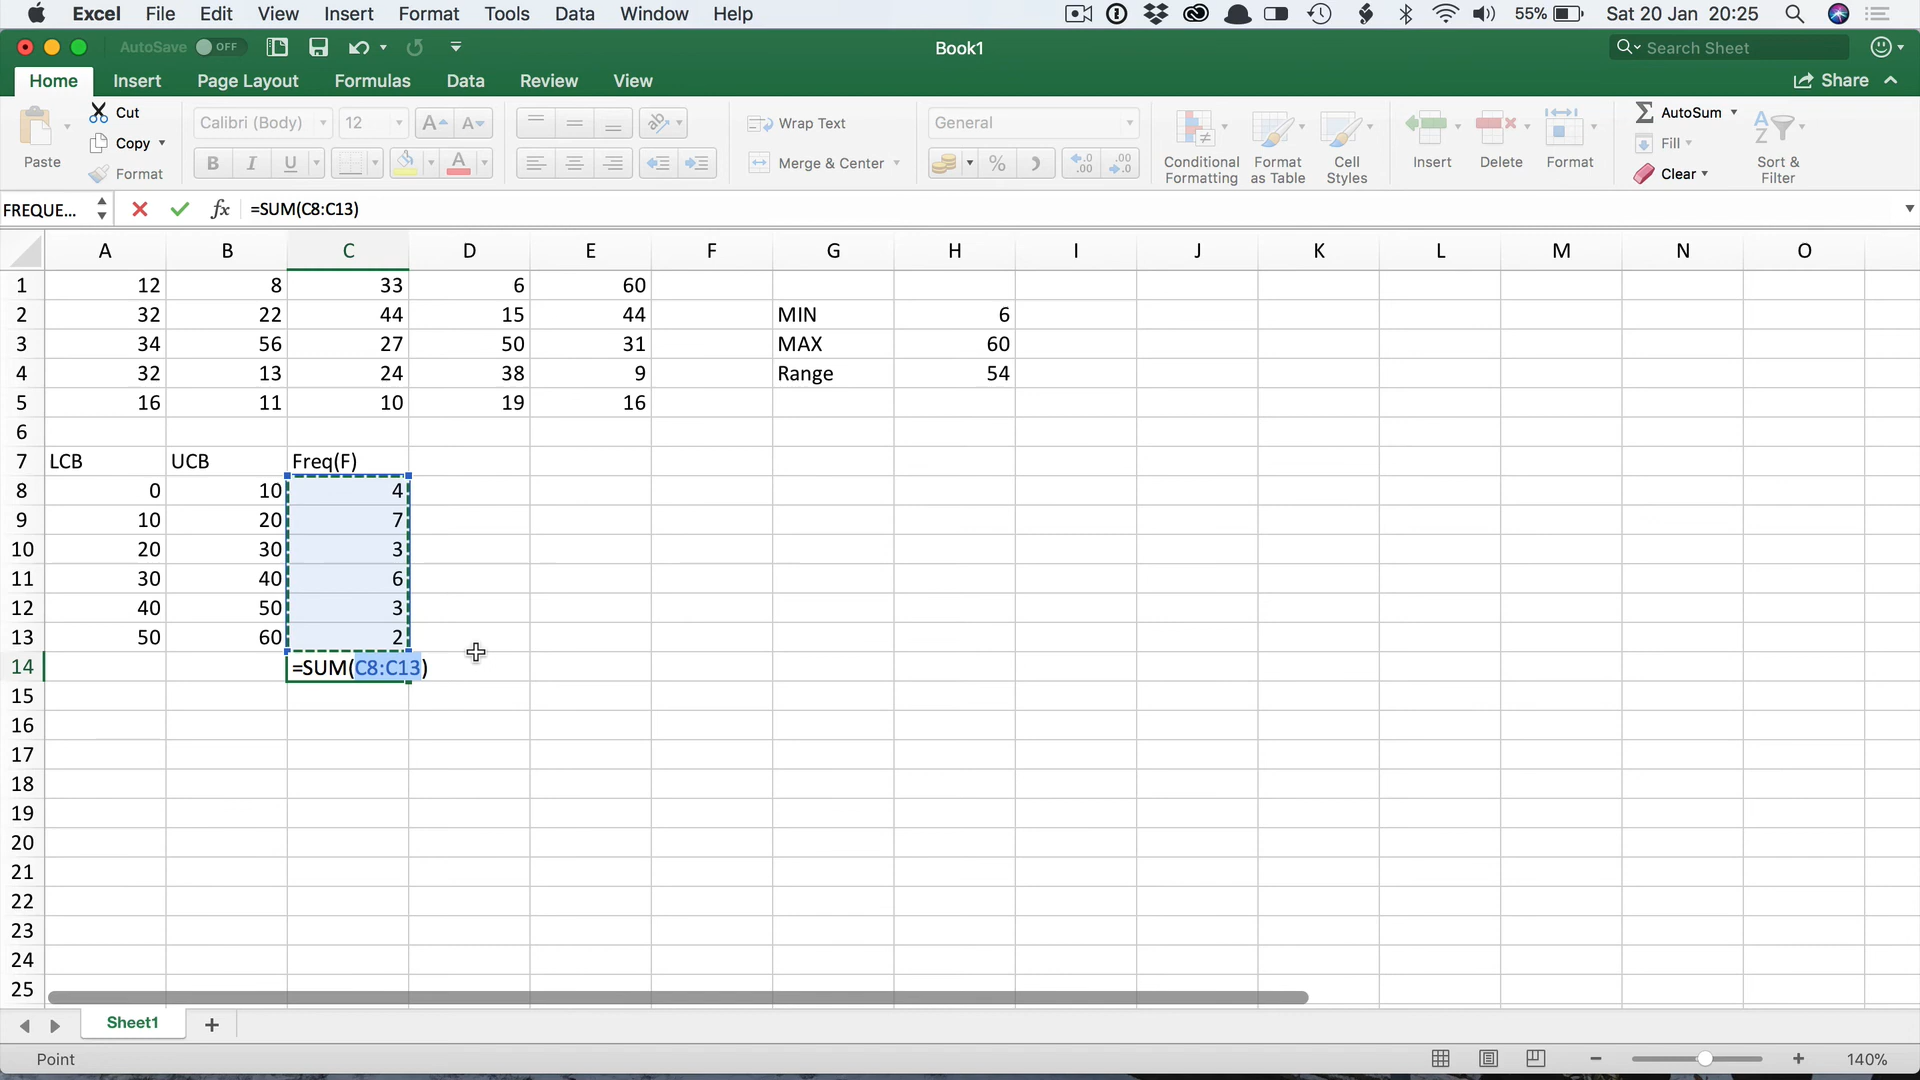 Excel File Edit View Insert Format Tools Data Window Help 55% Sat 20 Jan 20:25
AutoSave OFF Book1 Search Sheet
Home Insert Page Layout Formulas Data Review View Share
Paste Cut Copy Format
Calibri (Body) 12 A A
B I U A
Wrap Text
Merge & Center
General
% .0 .00 .00 .0
Conditional Formatting
Format as Table
Cell Styles
Insert Delete Format
AutoSum
Fill
Clear
Sort & Filter
FREQUE... fx =SUM(C8:C13)
A B C D E F G H I J K L M N O
1 12 8 33 6 60
2 32 22 44 15 44 MIN 6
3 34 56 27 50 31 MAX 60
4 32 13 24 38 9 Range 54
5 16 11 10 19 16
6
7 LCB UCB Freq(F)
8 0 10 4
9 10 20 7
10 20 30 3
11 30 40 6
12 40 50 3
13 50 60 2
14 =SUM(C8:C13)
15
16
17
18
19
20
21
22
23
24
25
Sheet1 +
Point 140%